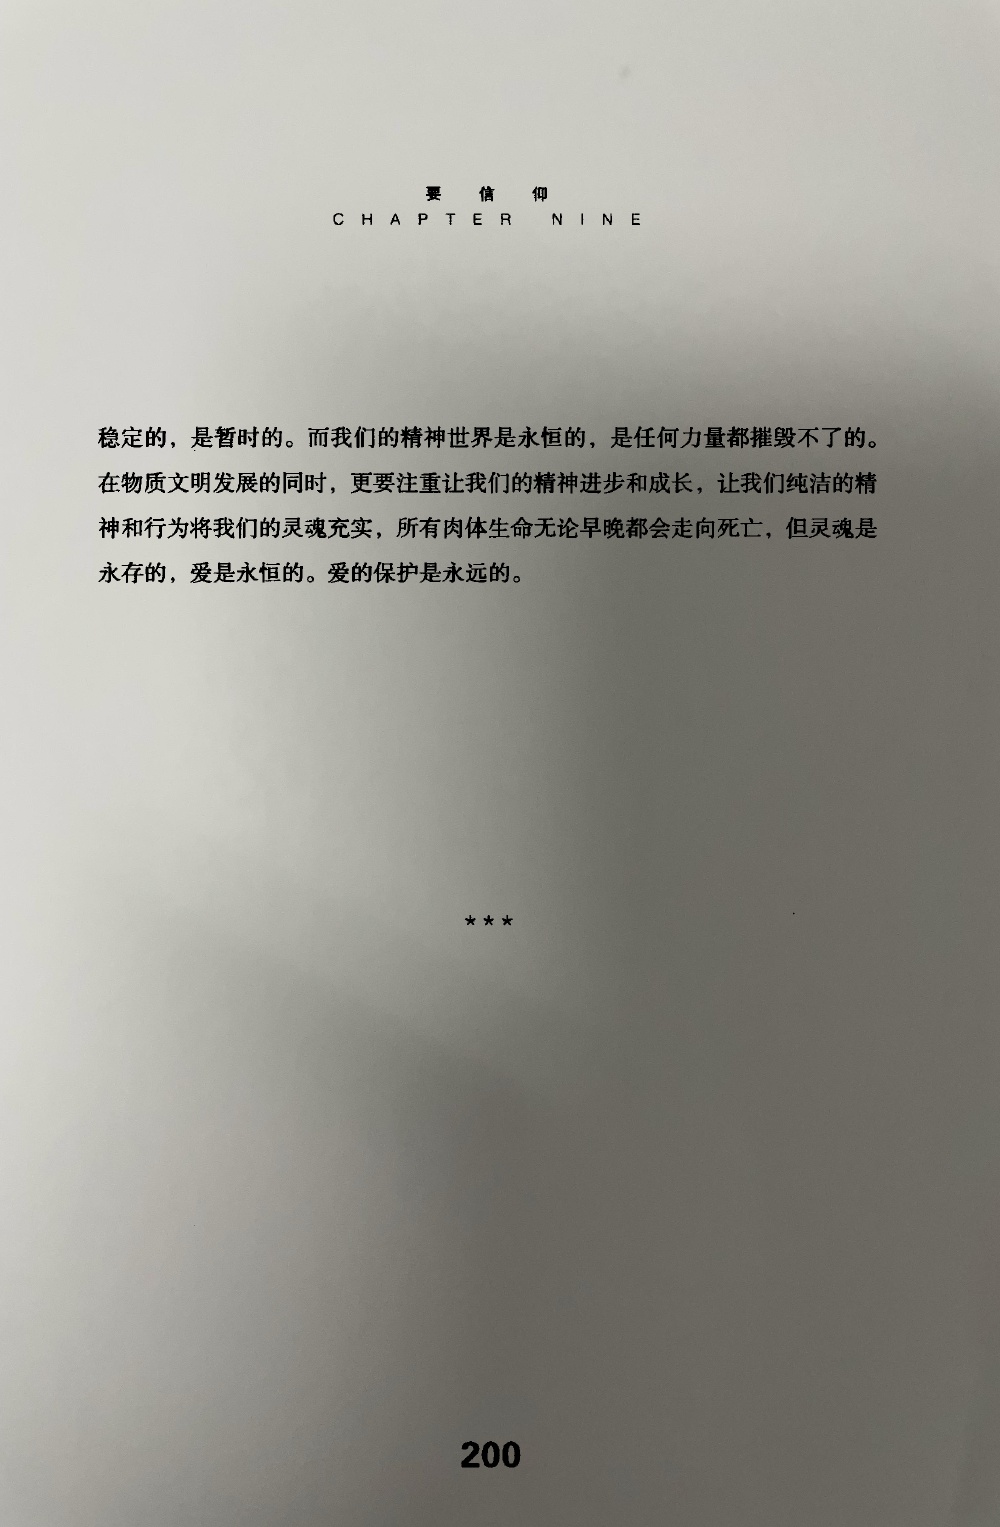 要信仰
CHAPTER NINE
稳定的，是暂时的。而我们的精神世界是永恒的，是任何力量都摧毁不了的。
在物质文明发展的同时，更要注重让我们的精神进步和成长，让我们纯洁的精
神和行为将我们的灵魂充实，所有肉体生命无论早晚都会走向死亡，但灵魂是
永存的，爱是永恒的。爱的保护是永远的。
***
200